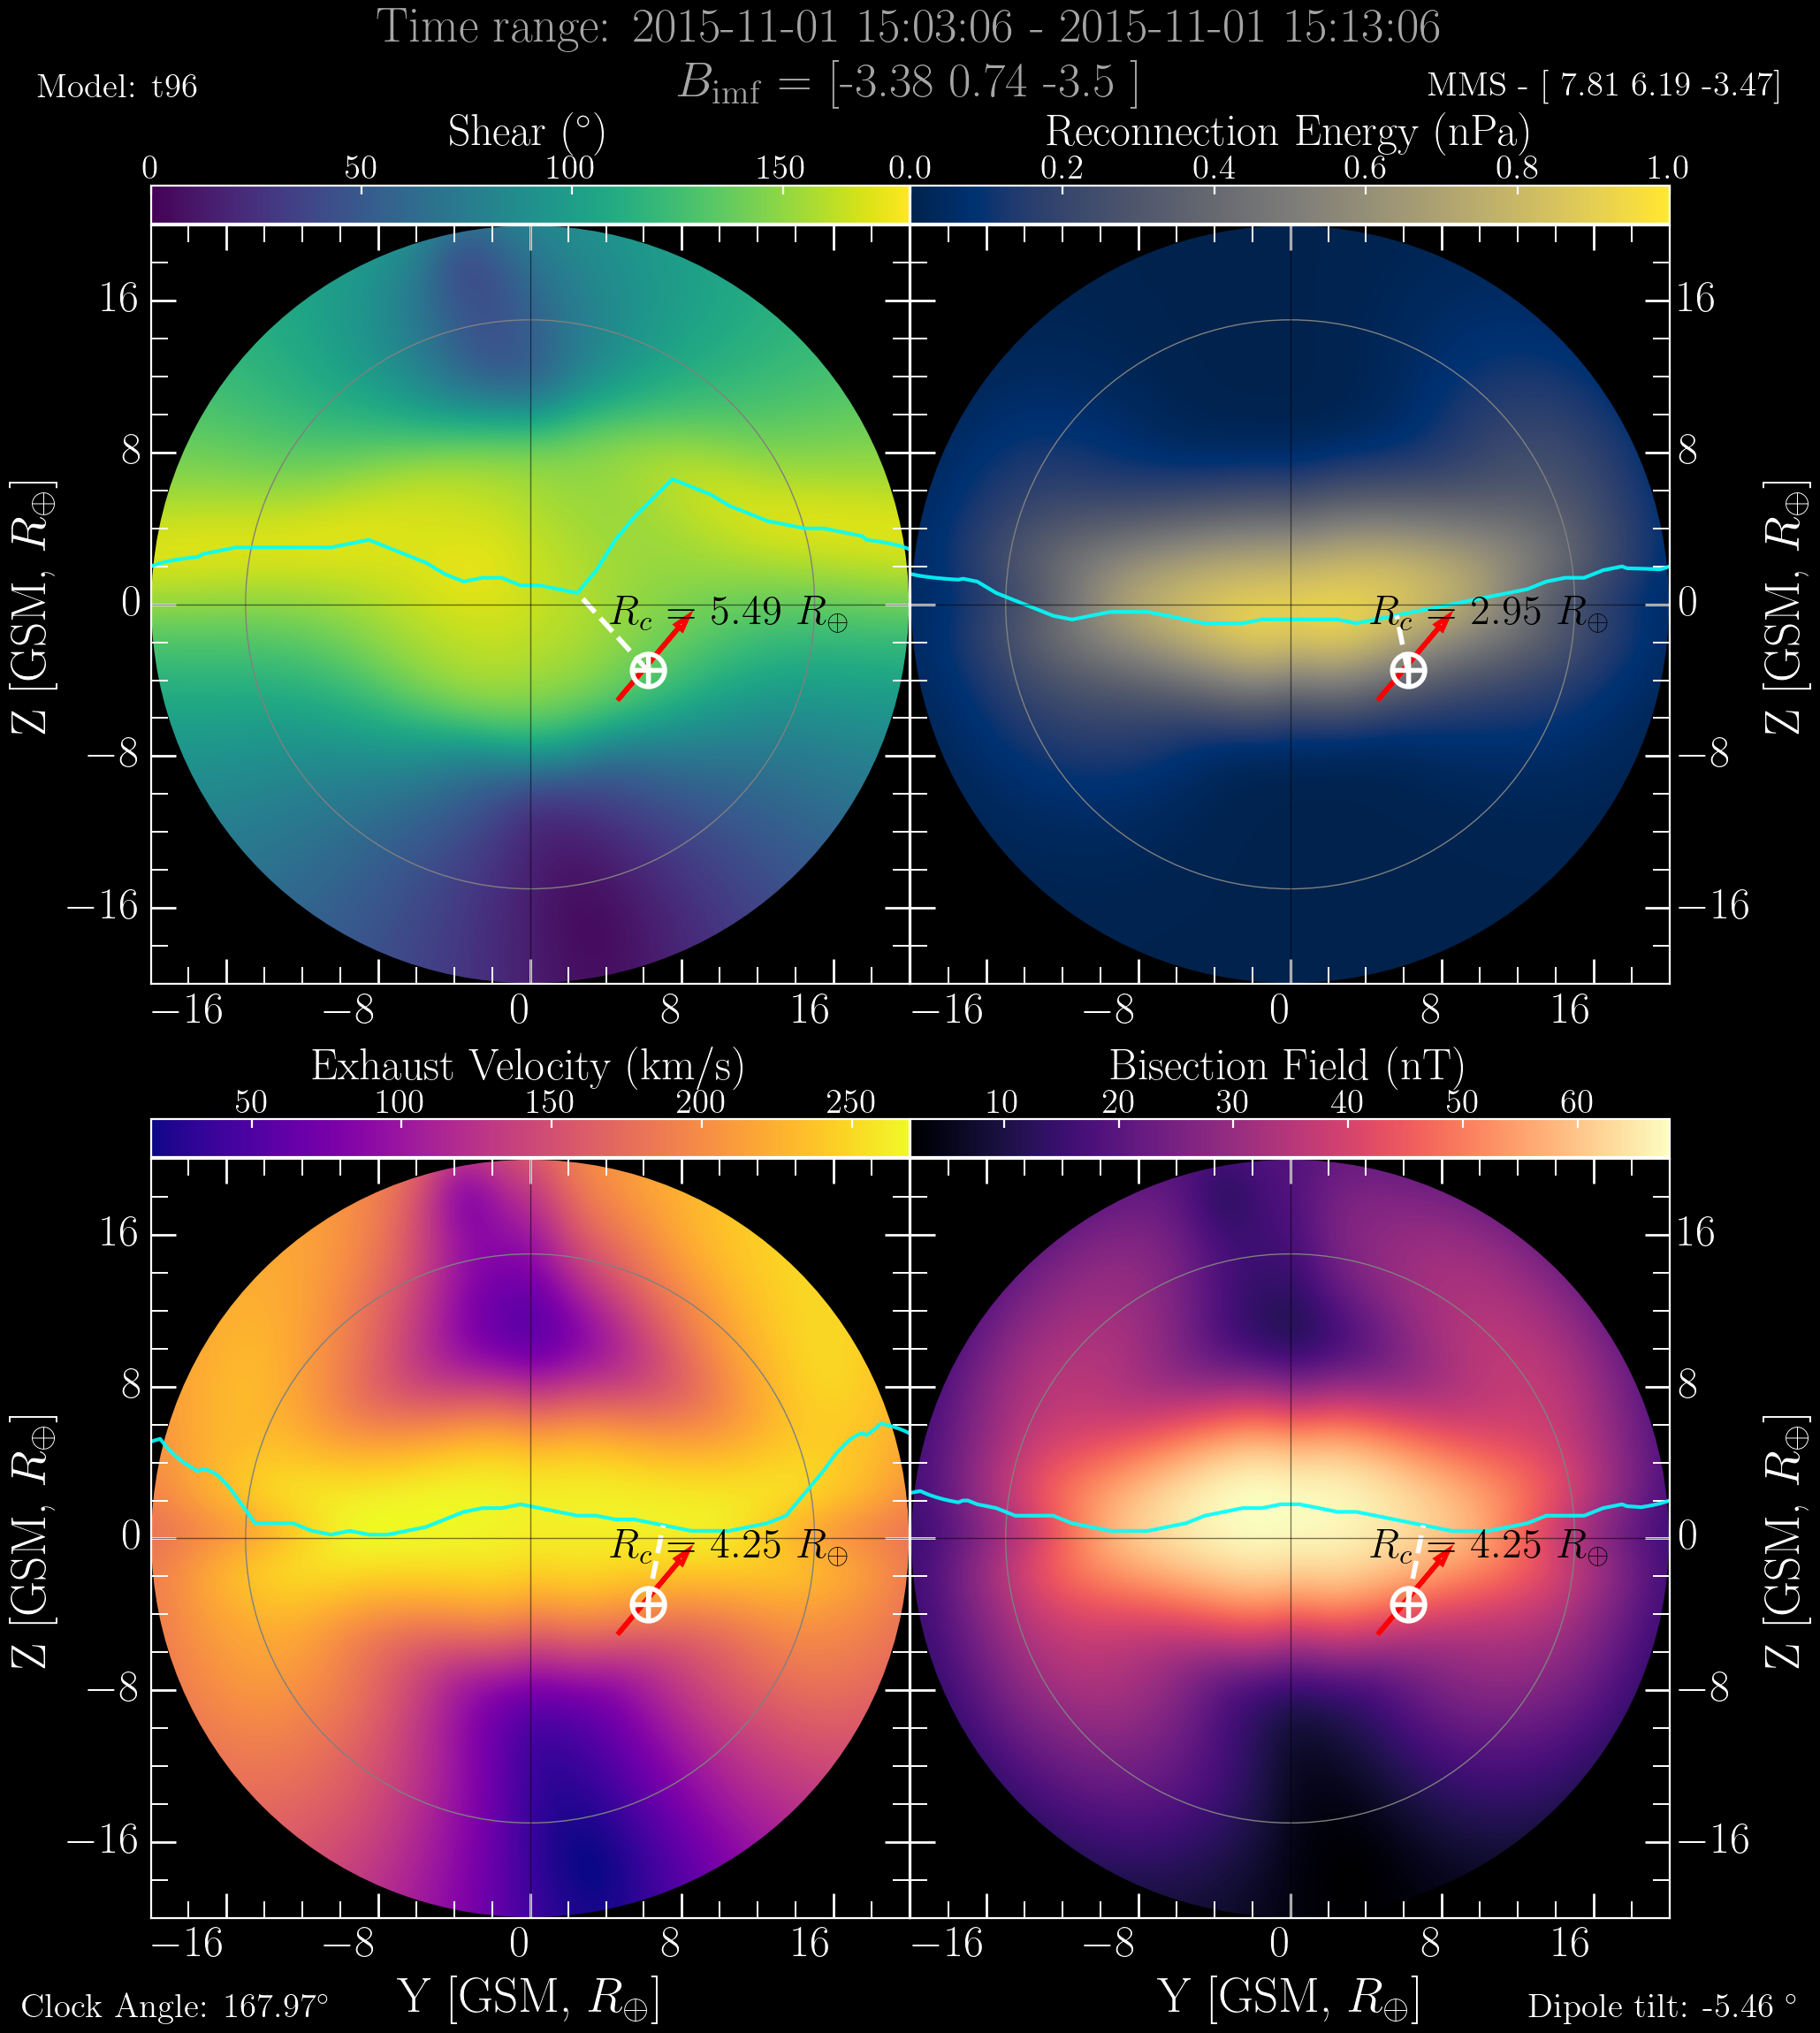 Time range: 2015-11-01 15:03:06 - 2015-11-01 15:13:06
Model: t96
B_imf = [-3.38 0.74 -3.5 ]
MMS - [ 7.81 6.19 -3.47]
Shear (°)
Reconnection Energy (nPa)
0 50 100 150 0.0 0.2 0.4 0.6 0.8 1.0
16 16
8 8
0 0
−8 −8
−16 −16
Z [GSM, R⊕]
R_c = 5.49 R⊕
R_c = 2.95 R⊕
Z [GSM, R⊕]
−16 −8 0 8 16 −16 −8 0 8 16
Exhaust Velocity (km/s)
Bisection Field (nT)
50 100 150 200 250 10 20 30 40 50 60
16 16
8 8
0 0
−8 −8
−16 −16
Z [GSM, R⊕]
R_c = 4.25 R⊕
R_c = 4.25 R⊕
Z [GSM, R⊕]
−16 −8 0 8 16 −16 −8 0 8 16
Y [GSM, R⊕]
Y [GSM, R⊕]
Clock Angle: 167.97°
Dipole tilt: -5.46 °